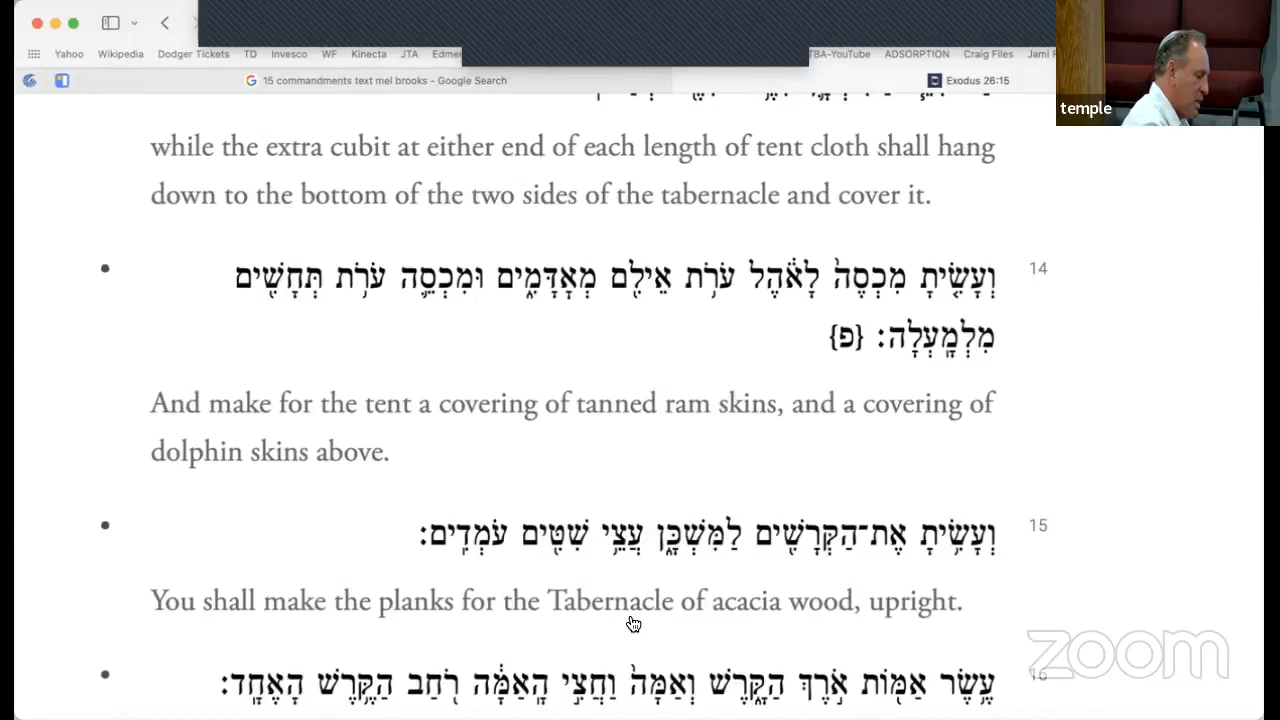 Yahoo Wikipedia Dodger Tickets TD Invesco WF Kinecta JTA Edmer TBA-YouTube ADSORPTION Craig Files Jami
15 commandments text mel brooks - Google Search Exodus 26:15
temple
while the extra cubit at either end of each length of tent cloth shall hang
down to the bottom of the two sides of the tabernacle and cover it.
14
וְעָשִׂ֤יתָ מִכְסֶה֙ לָאֹ֔הֶל עֹרֹ֥ת אֵילִ֖ם מְאׇדָּמִ֑ים וּמִכְסֵ֛ה עֹרֹ֥ת תְּחָשִׁ֖ים
מִלְמָֽעְלָה׃ {פ}
And make for the tent a covering of tanned ram skins, and a covering of
dolphin skins above.
15
וְעָשִׂ֥יתָ אֶת־הַקְּרָשִׁ֖ים לַמִּשְׁכָּ֑ן עֲצֵ֥י שִׁטִּ֖ים עֹמְדִֽים׃
You shall make the planks for the Tabernacle of acacia wood, upright.
16
עֶ֥שֶׂר אַמּ֖וֹת אֹ֣רֶךְ הַקָּ֑רֶשׁ וְאַמָּה֙ וַחֲצִ֣י הָֽאַמָּ֔ה רֹ֖חַב הַקֶּ֥רֶשׁ הָאֶחָֽד׃
zoom